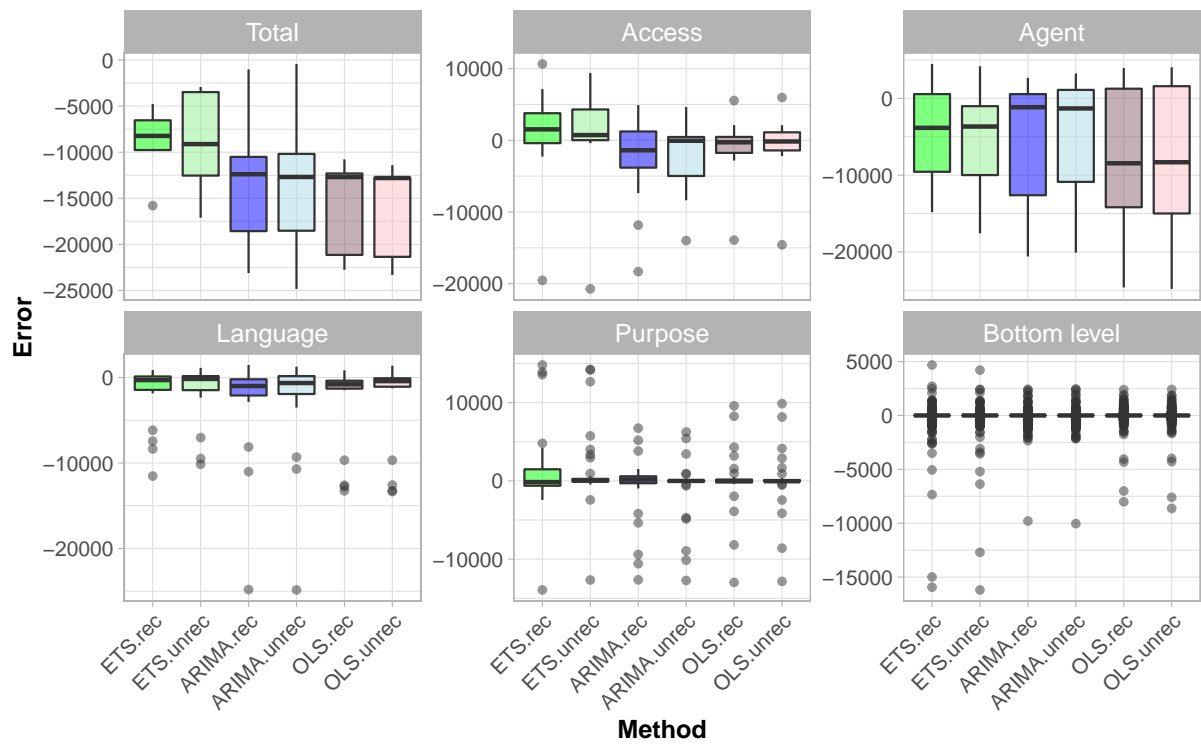 Total
Access
Agent
0
−5000
−10000
−15000
−20000
−25000
10000
0
−10000
−20000
0
−10000
−20000
Language
Purpose
Bottom level
0
−10000
−20000
10000
0
−10000
5000
0
−5000
−10000
−15000
ETS.rec
ETS.unrec
ARIMA.rec
ARIMA.unrec
OLS.rec
OLS.unrec
ETS.rec
ETS.unrec
ARIMA.rec
ARIMA.unrec
OLS.rec
OLS.unrec
ETS.rec
ETS.unrec
ARIMA.rec
ARIMA.unrec
OLS.rec
OLS.unrec
Error
Method